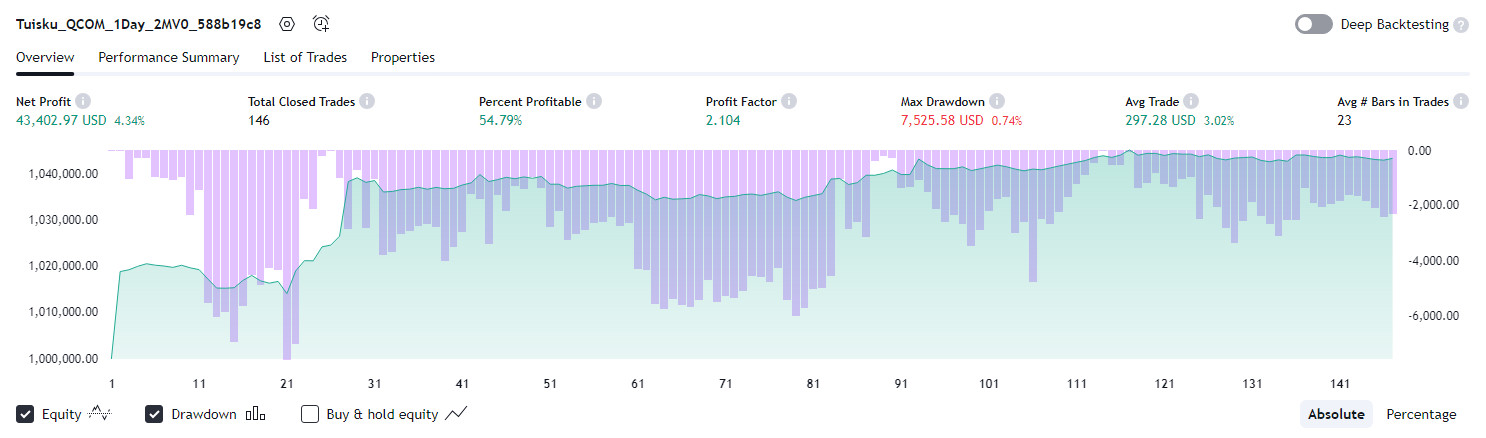 Tuisku_QCOM_1Day_2MV0_588b19c8 Deep Backtesting ?
Overview Performance Summary List of Trades Properties
Net Profit i Total Closed Trades i Percent Profitable i Profit Factor i Max Drawdown i Avg Trade i Avg # Bars in Trades i
43,402.97 USD 4.34% 146 54.79% 2.104 7,525.58 USD 0.74% 297.28 USD 3.02% 23
0.00
1,040,000.00
-2,000.00
1,030,000.00
-4,000.00
1,020,000.00
1,010,000.00
-6,000.00
1,000,000.00
1 11 21 31 41 51 61 71 81 91 101 111 121 131 141
Equity Drawdown Buy & hold equity Absolute Percentage